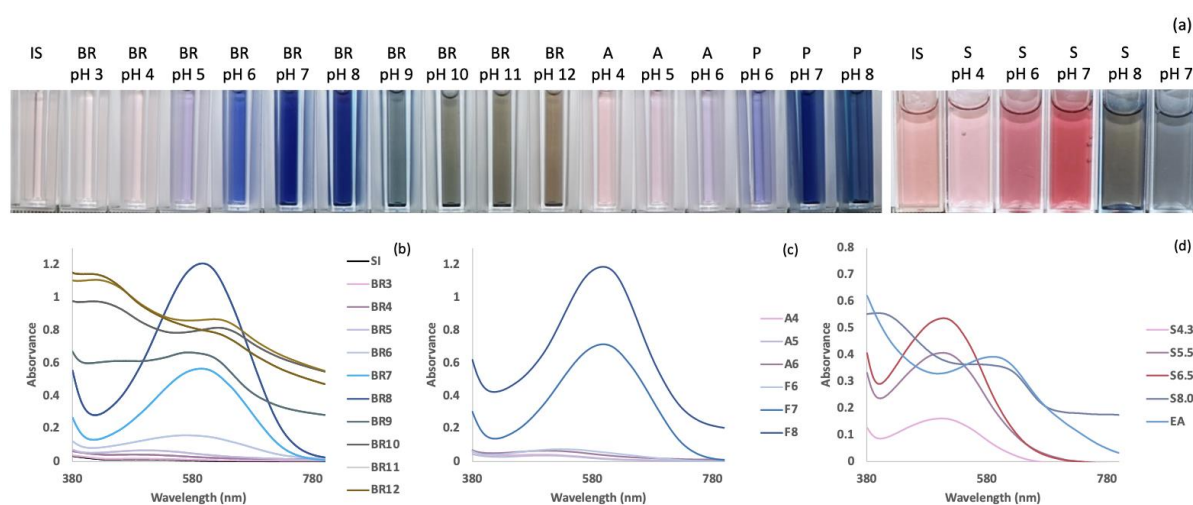 (a)
IS BR BR BR BR BR BR BR BR BR BR A A A P P P IS S S S S E
pH 3 pH 4 pH 5 pH 6 pH 7 pH 8 pH 9 pH 10 pH 11 pH 12 pH 4 pH 5 pH 6 pH 6 pH 7 pH 8 pH 4 pH 6 pH 7 pH 8 pH 7
(b)
1.2
1
0.8
0.6
0.4
0.2
0
Absorvance
380 580 780
Wavelength (nm)
SI
BR3
BR4
BR5
BR6
BR7
BR8
BR9
BR10
BR11
BR12
(c)
1.2
1
0.8
0.6
0.4
0.2
0
Absorvance
380 580 780
Wavelength (nm)
A4
A5
A6
F6
F7
F8
(d)
0.8
0.7
0.6
0.5
0.4
0.3
0.2
0.1
0
Absorvance
380 580 780
Wavelength (nm)
S4.3
S5.5
S6.5
S8.0
EA